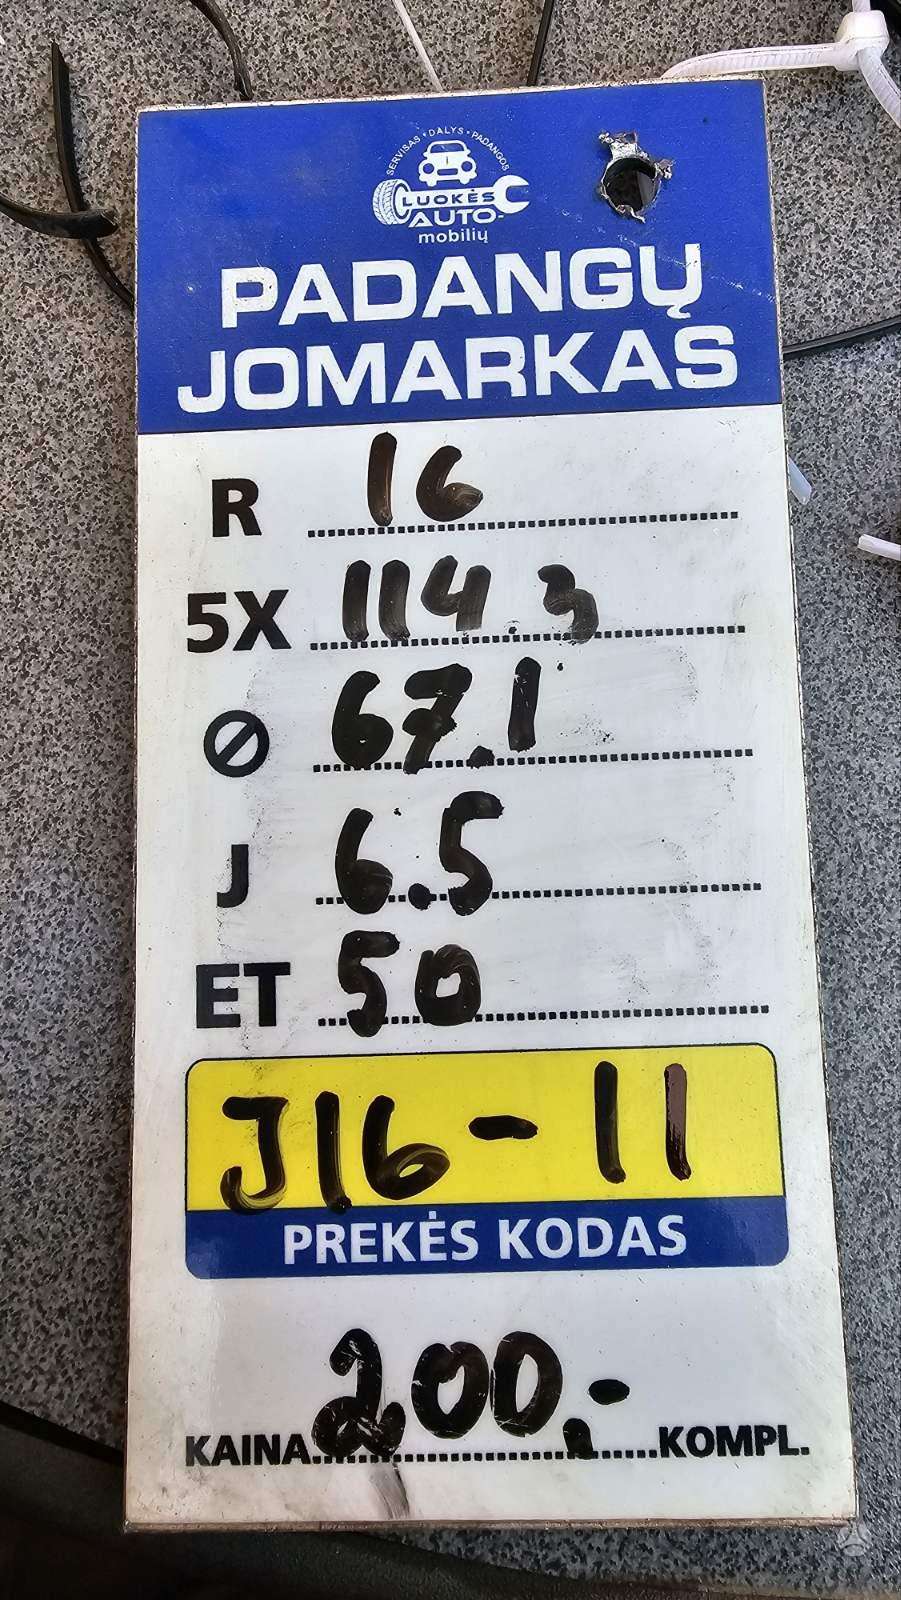 SERVISAS • DALYS • PADANGOS
LUOKĖS
AUTO-
mobilių
PADANGŲ
JOMARKAS
R 16
5X 114.3
⌀ 67.1
J 6.5
ET 50
J16-11
PREKĖS KODAS
KAINA 200,- KOMPL.